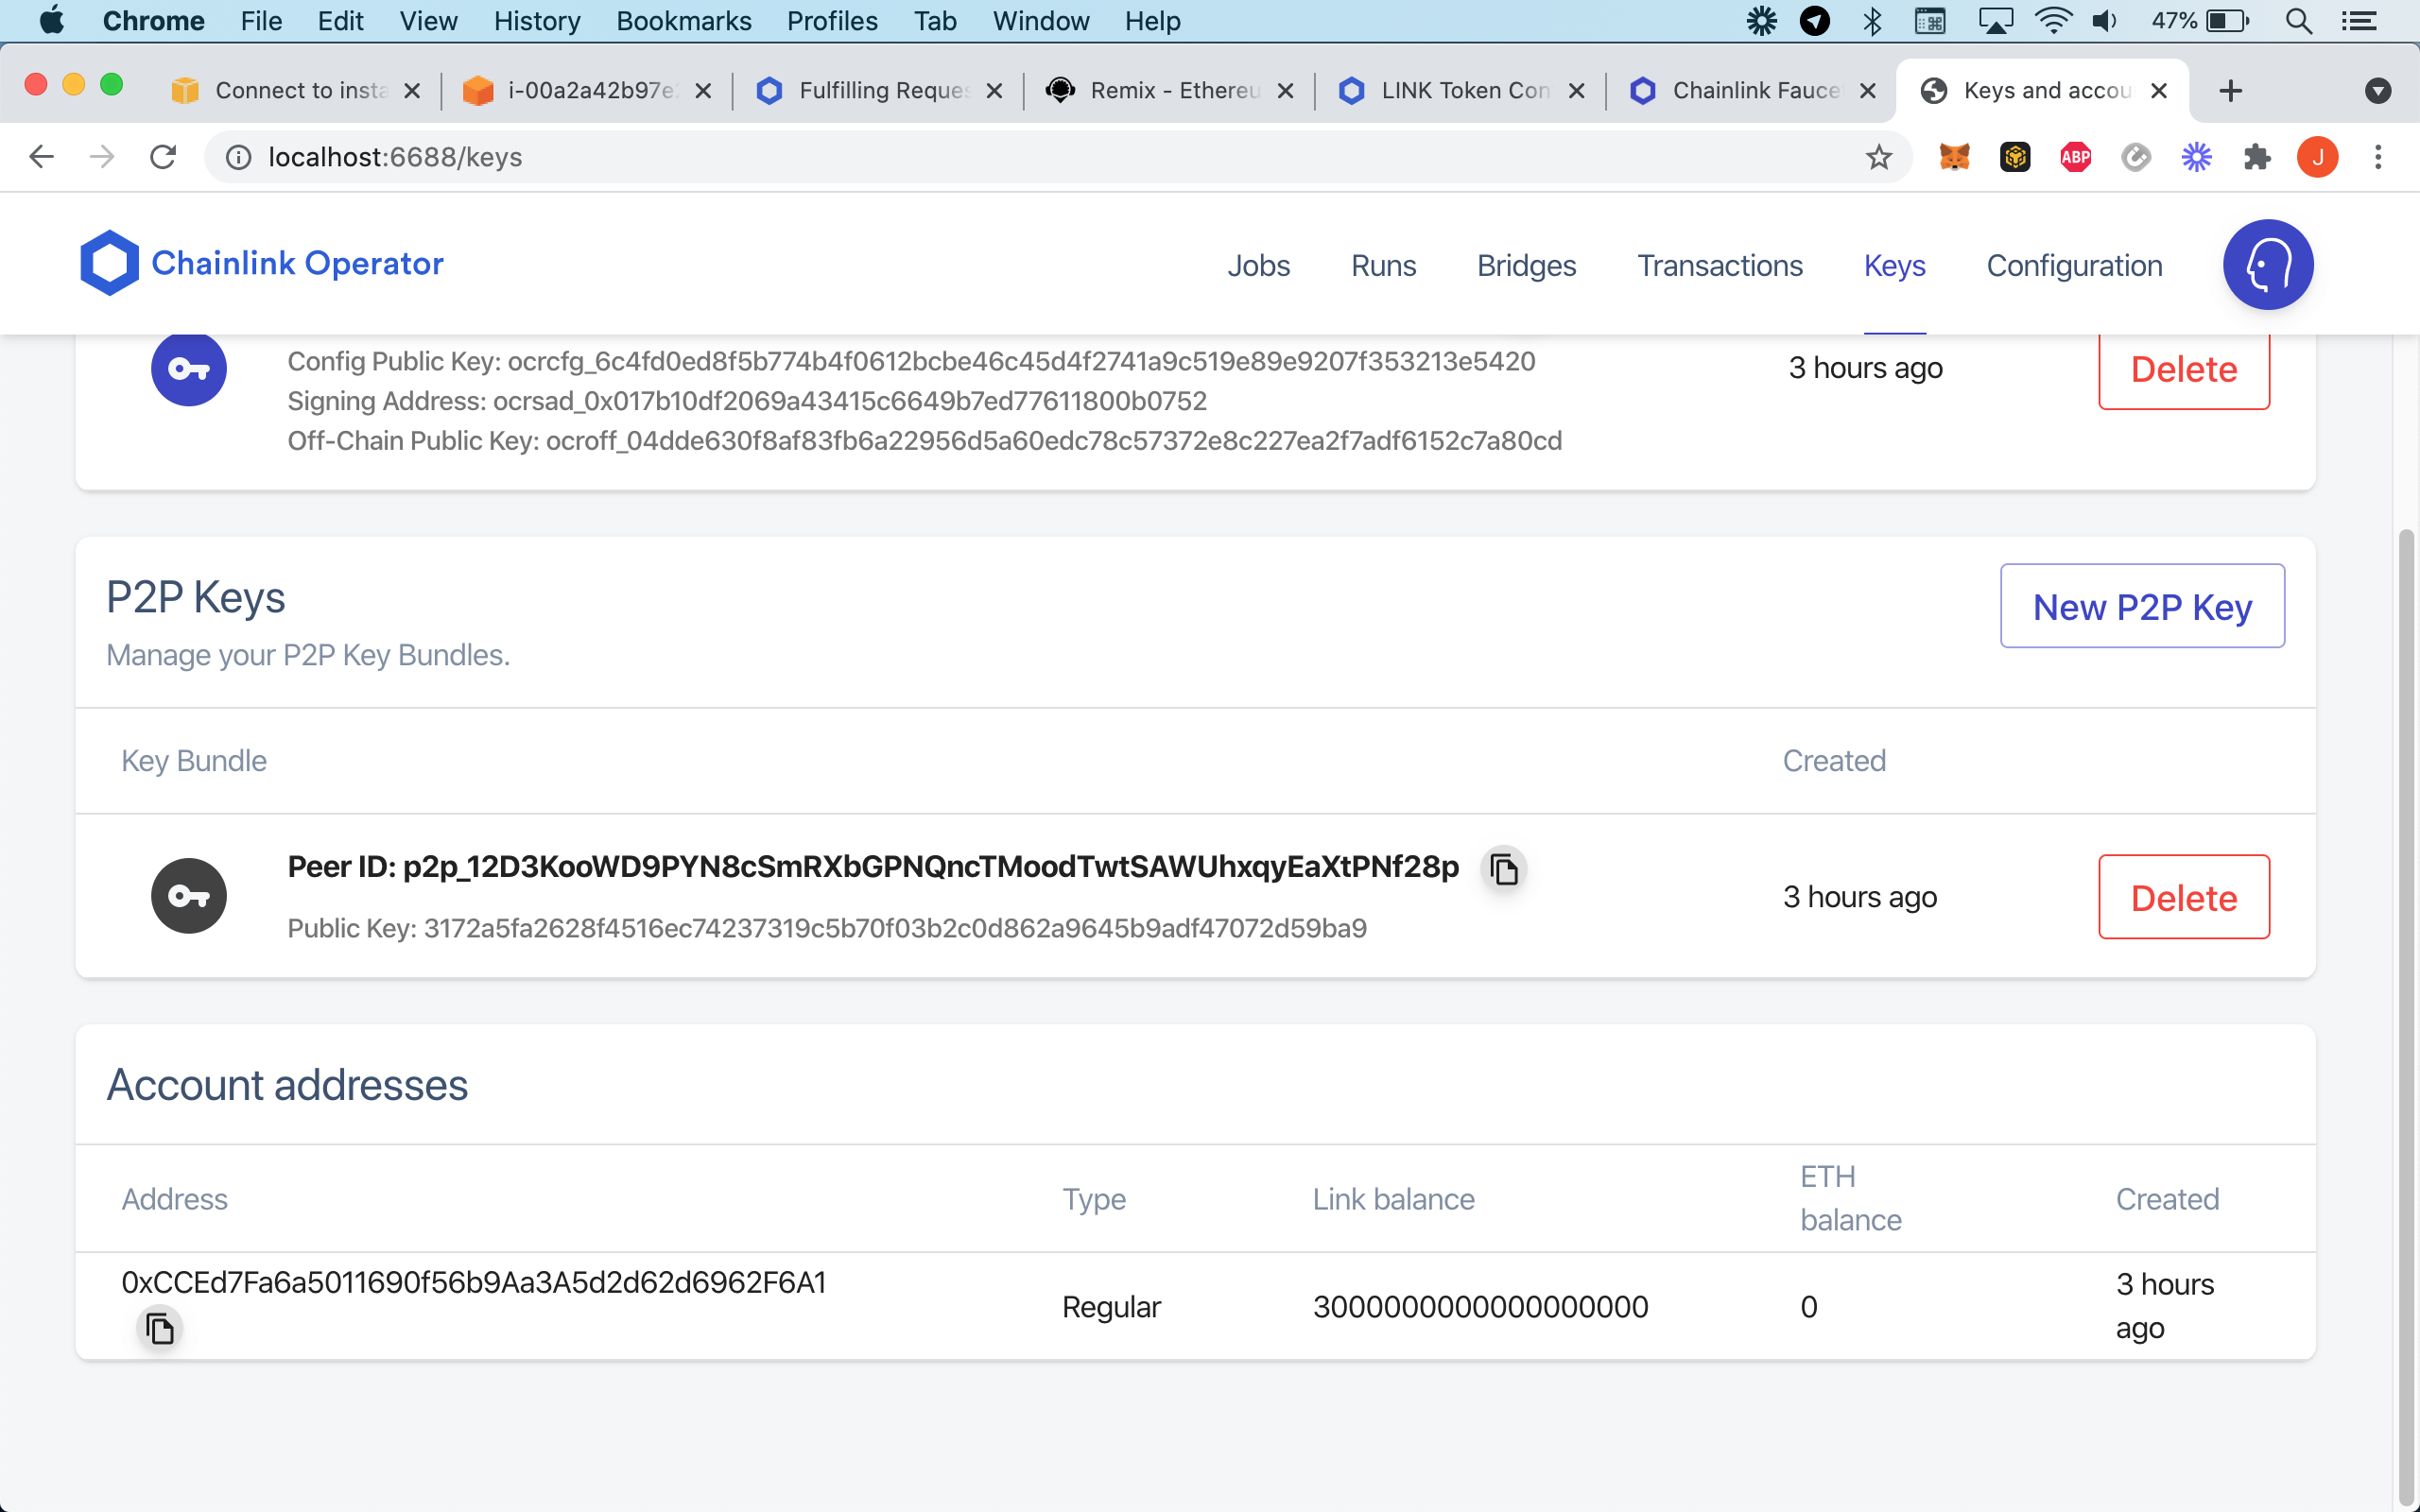 Chrome File Edit View History Bookmarks Profiles Tab Window Help 47%
Connect to insta i-00a2a42b97e Fulfilling Reques Remix - Ethereu LINK Token Con Chainlink Fauce Keys and accou
localhost:6688/keys ABP J
Chainlink Operator Jobs Runs Bridges Transactions Keys Configuration
Config Public Key: ocrcfg_6c4fd0ed8f5b774b4f0612bcbe46c45d4f2741a9c519e89e9207f353213e5420 3 hours ago Delete
Signing Address: ocrsad_0x017b10df2069a43415c6649b7ed77611800b0752
Off-Chain Public Key: ocroff_04dde630f8af83fb6a22956d5a60edc78c57372e8c227ea2f7adf6152c7a80cd
P2P Keys New P2P Key
Manage your P2P Key Bundles.
Key Bundle Created
Peer ID: p2p_12D3KooWD9PYN8cSmRXbGPNQncTMoodTwtSAWUhxqyEaXtPNf28p 3 hours ago Delete
Public Key: 3172a5fa2628f4516ec74237319c5b70f03b2c0d862a9645b9adf47072d59ba9
Account addresses
Address Type Link balance ETH balance Created
0xCCEd7Fa6a5011690f56b9Aa3A5d2d62d6962F6A1 Regular 3000000000000000000 0 3 hours ago